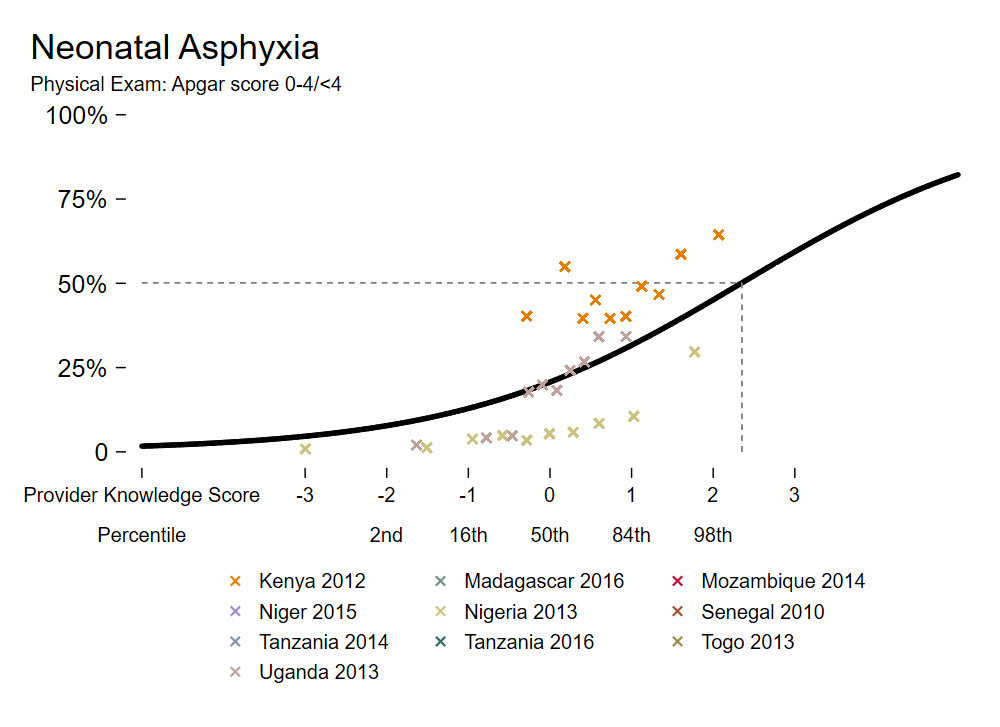 Neonatal Asphyxia
Physical Exam: Apgar score 0-4/<4
100%
75%
50%
25%
0
Provider Knowledge Score -3 -2 -1 0 1 2 3
Percentile 2nd 16th 50th 84th 98th
Kenya 2012 Madagascar 2016 Mozambique 2014
Niger 2015 Nigeria 2013 Senegal 2010
Tanzania 2014 Tanzania 2016 Togo 2013
Uganda 2013